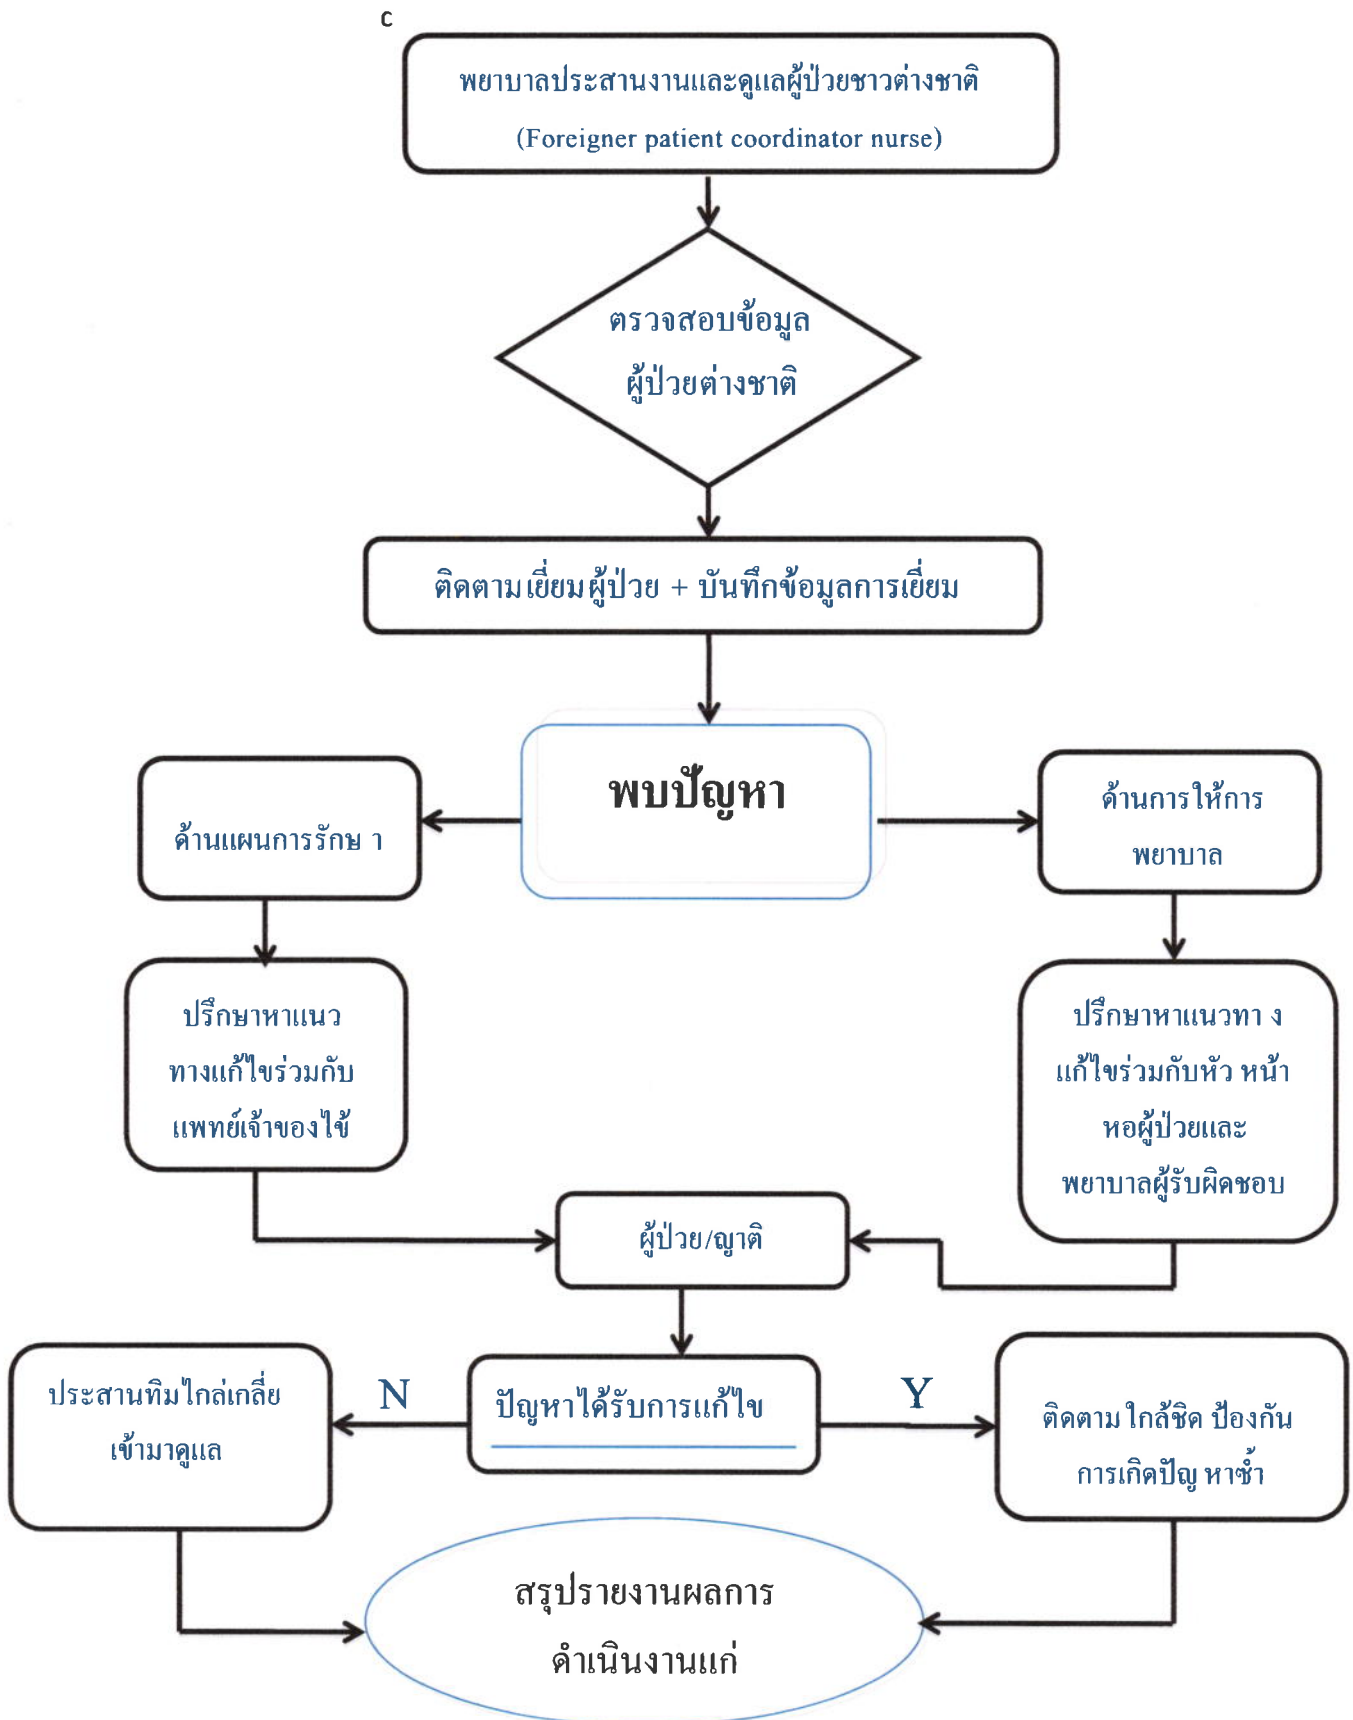 c
พยาบาลประสานงานและดูแลผู้ป่วยชาวต่างชาติ
(Foreigner patient coordinator nurse)
ตรวจสอบข้อมูล
ผู้ป่วยต่างชาติ
ติดตามเยี่ยมผู้ป่วย + บันทึกข้อมูลการเยี่ยม
พบปัญหา
ด้านแผนการรักษ า
ด้านการให้การ
พยาบาล
ปรึกษาหาแนว
ทางแก้ไขร่วมกับ
แพทย์เจ้าของไข้
ปรึกษาหาแนวทา ง
แก้ไขร่วมกับหัว หน้า
หอผู้ป่วยและ
พยาบาลผู้รับผิดชอบ
ผู้ป่วย/ญาติ
ประสานทีมไกล่เกลี่ย
เข้ามาดูแล
N
ปัญหาได้รับการแก้ไข
Y
ติดตามใกล้ชิด ป้องกัน
การเกิดปัญ หาซ้ำ
สรุปรายงานผลการ
ดำเนินงานแก่